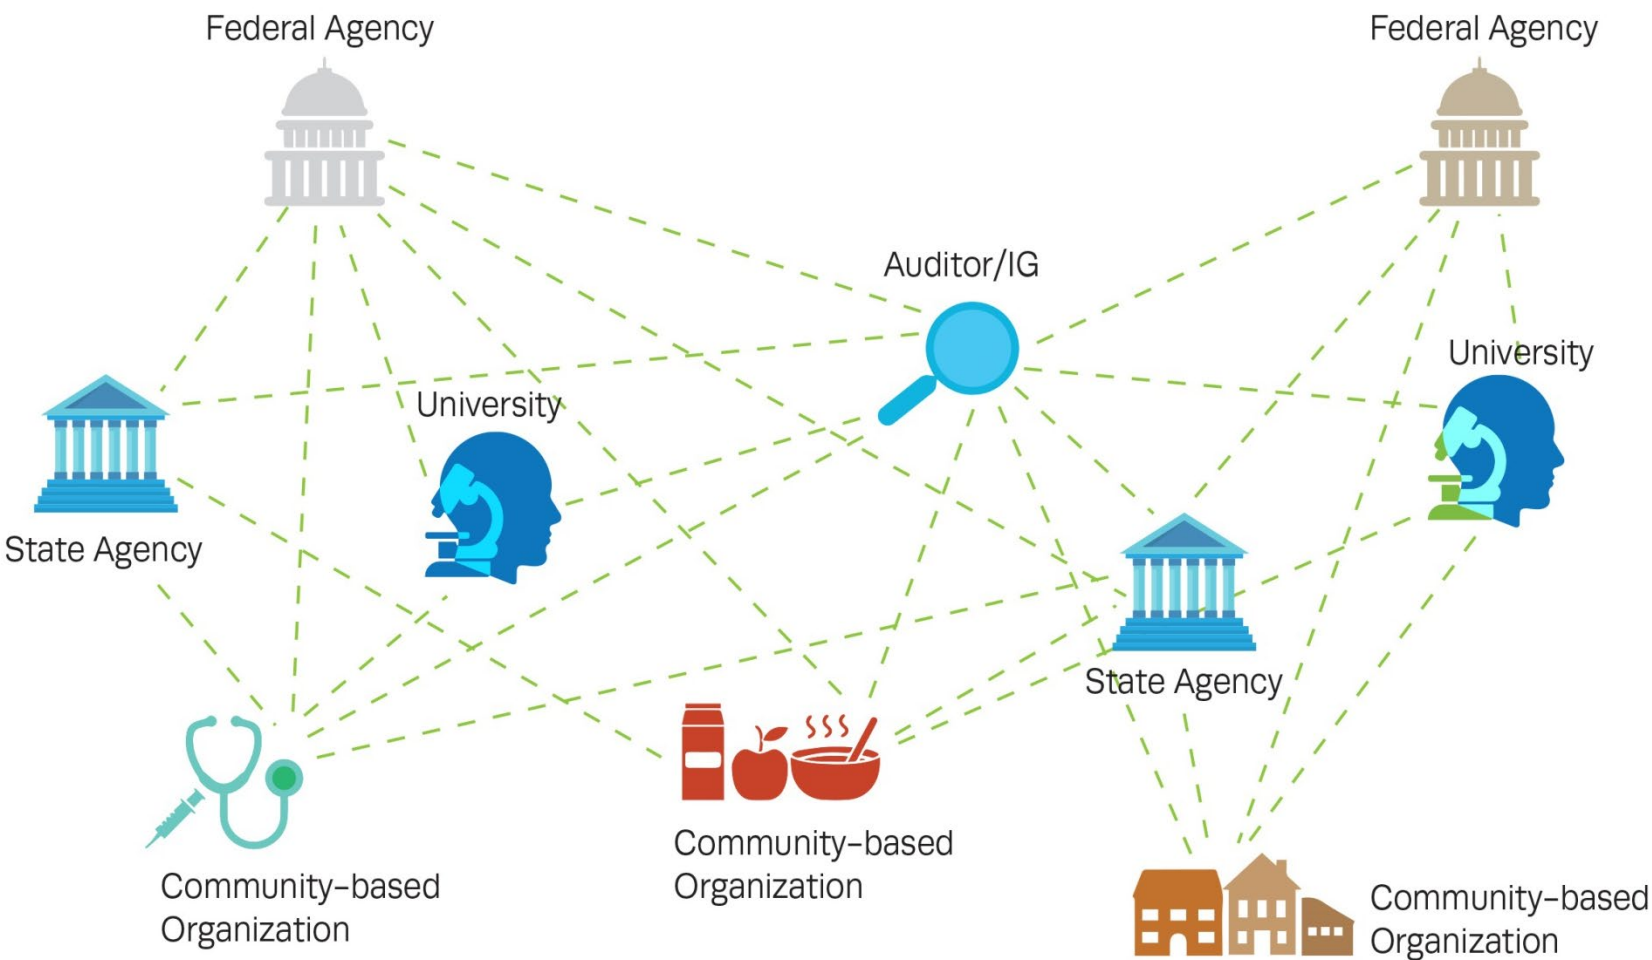 Federal Agency
Federal Agency
Auditor/IG
University
University
State Agency
State Agency
Community-based
Organization
Community-based
Organization
Community-based
Organization